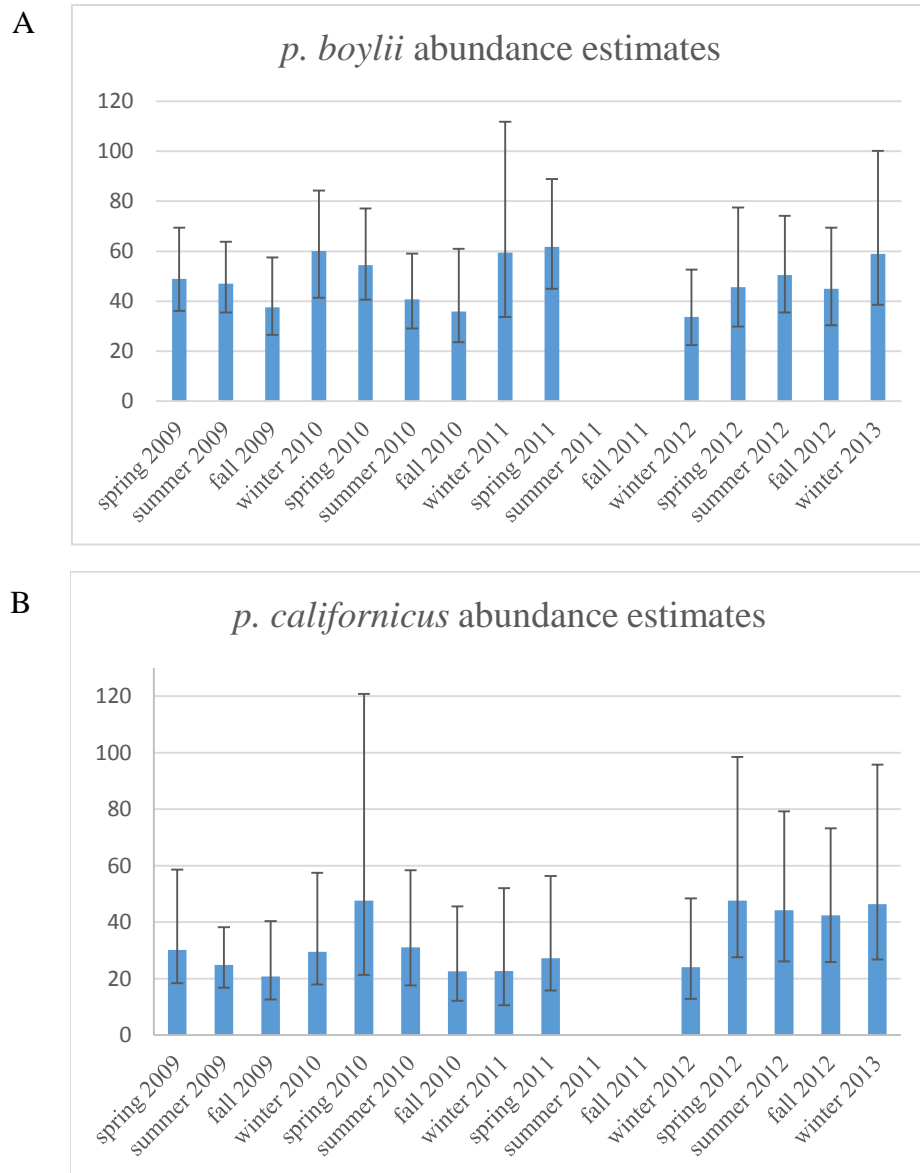 A
p. boylii abundance estimates
120
100
80
60
40
20
0
spring 2009
summer 2009
fall 2009
winter 2010
spring 2010
summer 2010
fall 2010
winter 2011
spring 2011
summer 2011
fall 2011
winter 2012
spring 2012
summer 2012
fall 2012
winter 2013
B
p. californicus abundance estimates
120
100
80
60
40
20
0
spring 2009
summer 2009
fall 2009
winter 2010
spring 2010
summer 2010
fall 2010
winter 2011
spring 2011
summer 2011
fall 2011
winter 2012
spring 2012
summer 2012
fall 2012
winter 2013